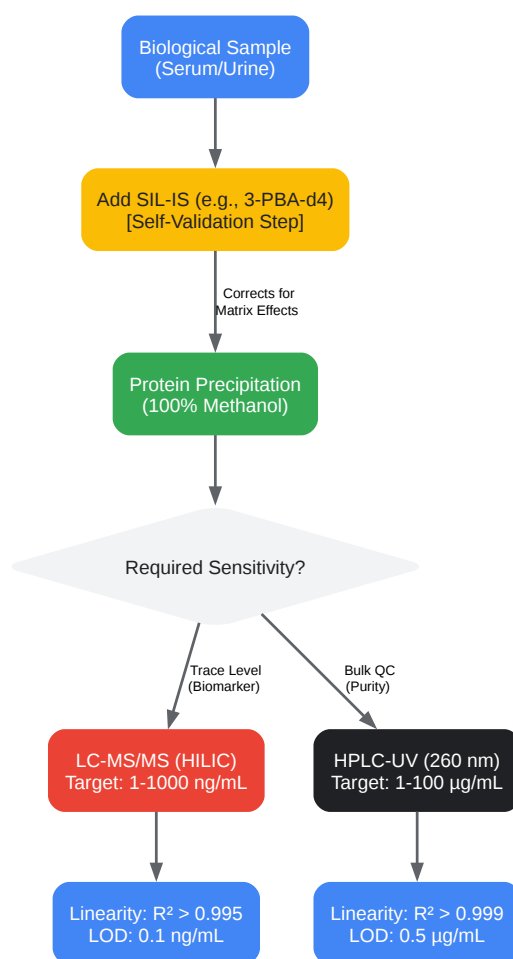 Biological Sample
(Serum/Urine)
Add SIL-IS (e.g., 3-PBA-d4)
[Self-Validation Step]
Corrects for
Matrix Effects
Protein Precipitation
(100% Methanol)
Required Sensitivity?
Trace Level
(Biomarker)
Bulk QC
(Purity)
LC-MS/MS (HILIC)
Target: 1-1000 ng/mL
HPLC-UV (260 nm)
Target: 1-100 µg/mL
Linearity: R² > 0.995
LOD: 0.1 ng/mL
Linearity: R² > 0.999
LOD: 0.5 µg/mL